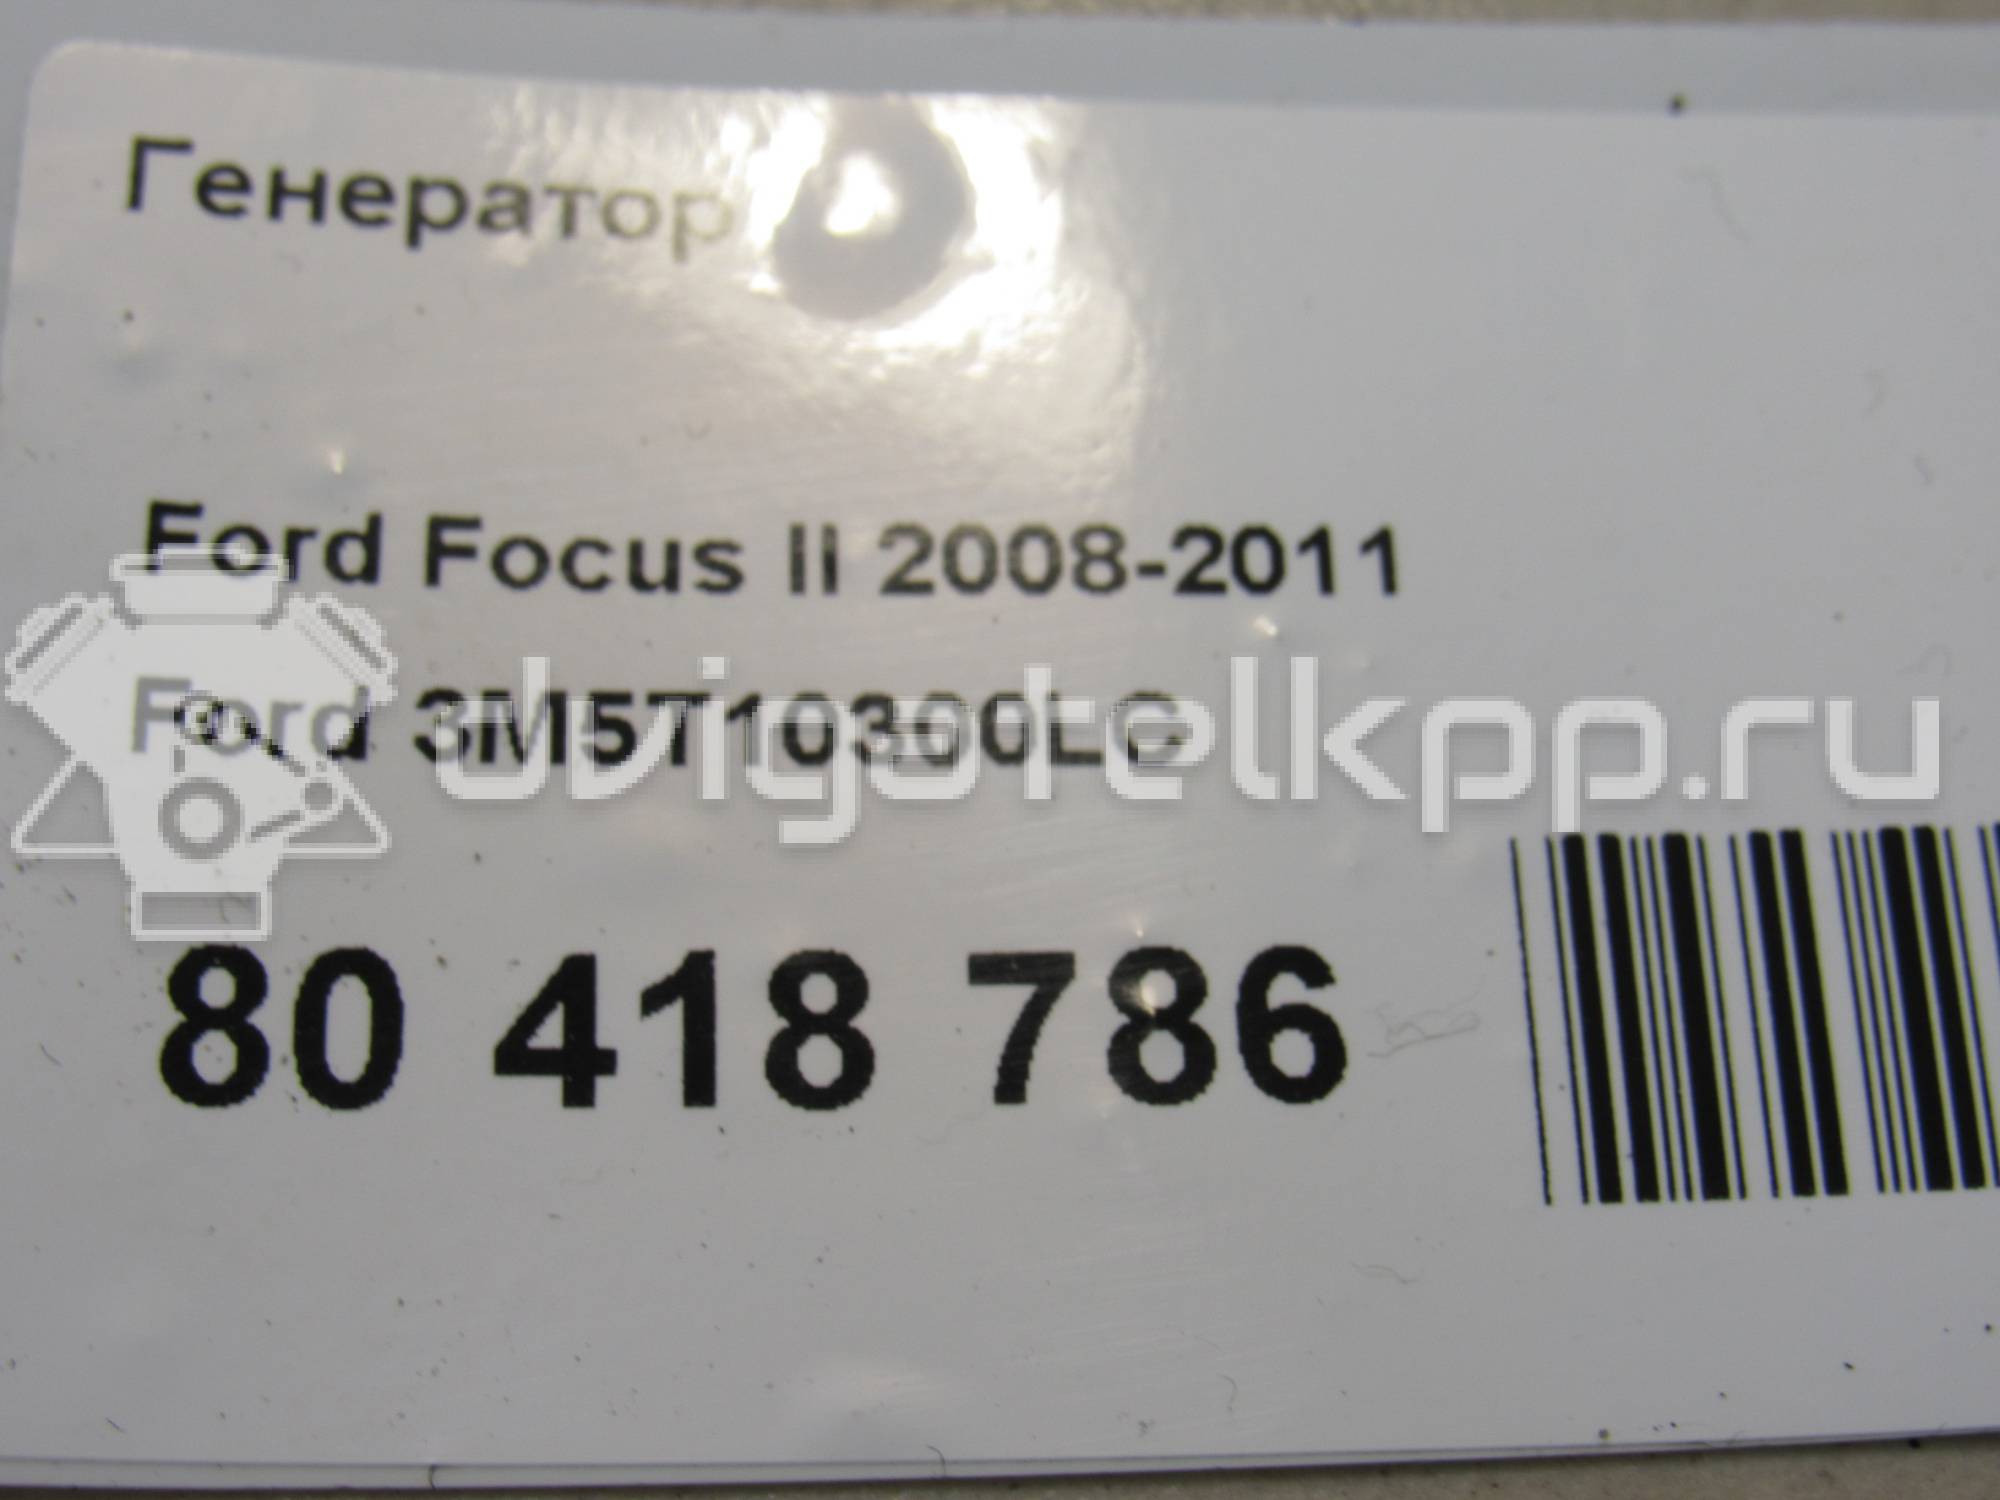 Генератор
Ford Focus II 2008-2011
Ford 3M5T10300LC
dvigatelkpp.ru
80 418 786